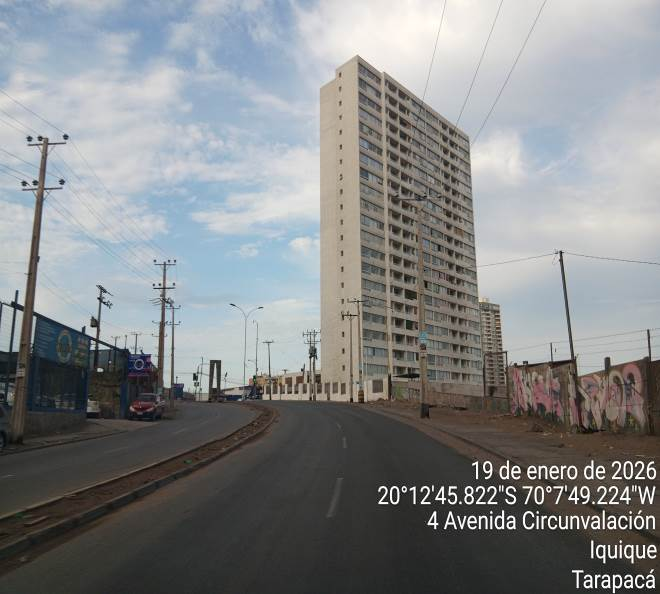 19 de enero de 2026
20°12'45.822"S 70°7'49.224"W
4 Avenida Circunvalación
Iquique
Tarapacá